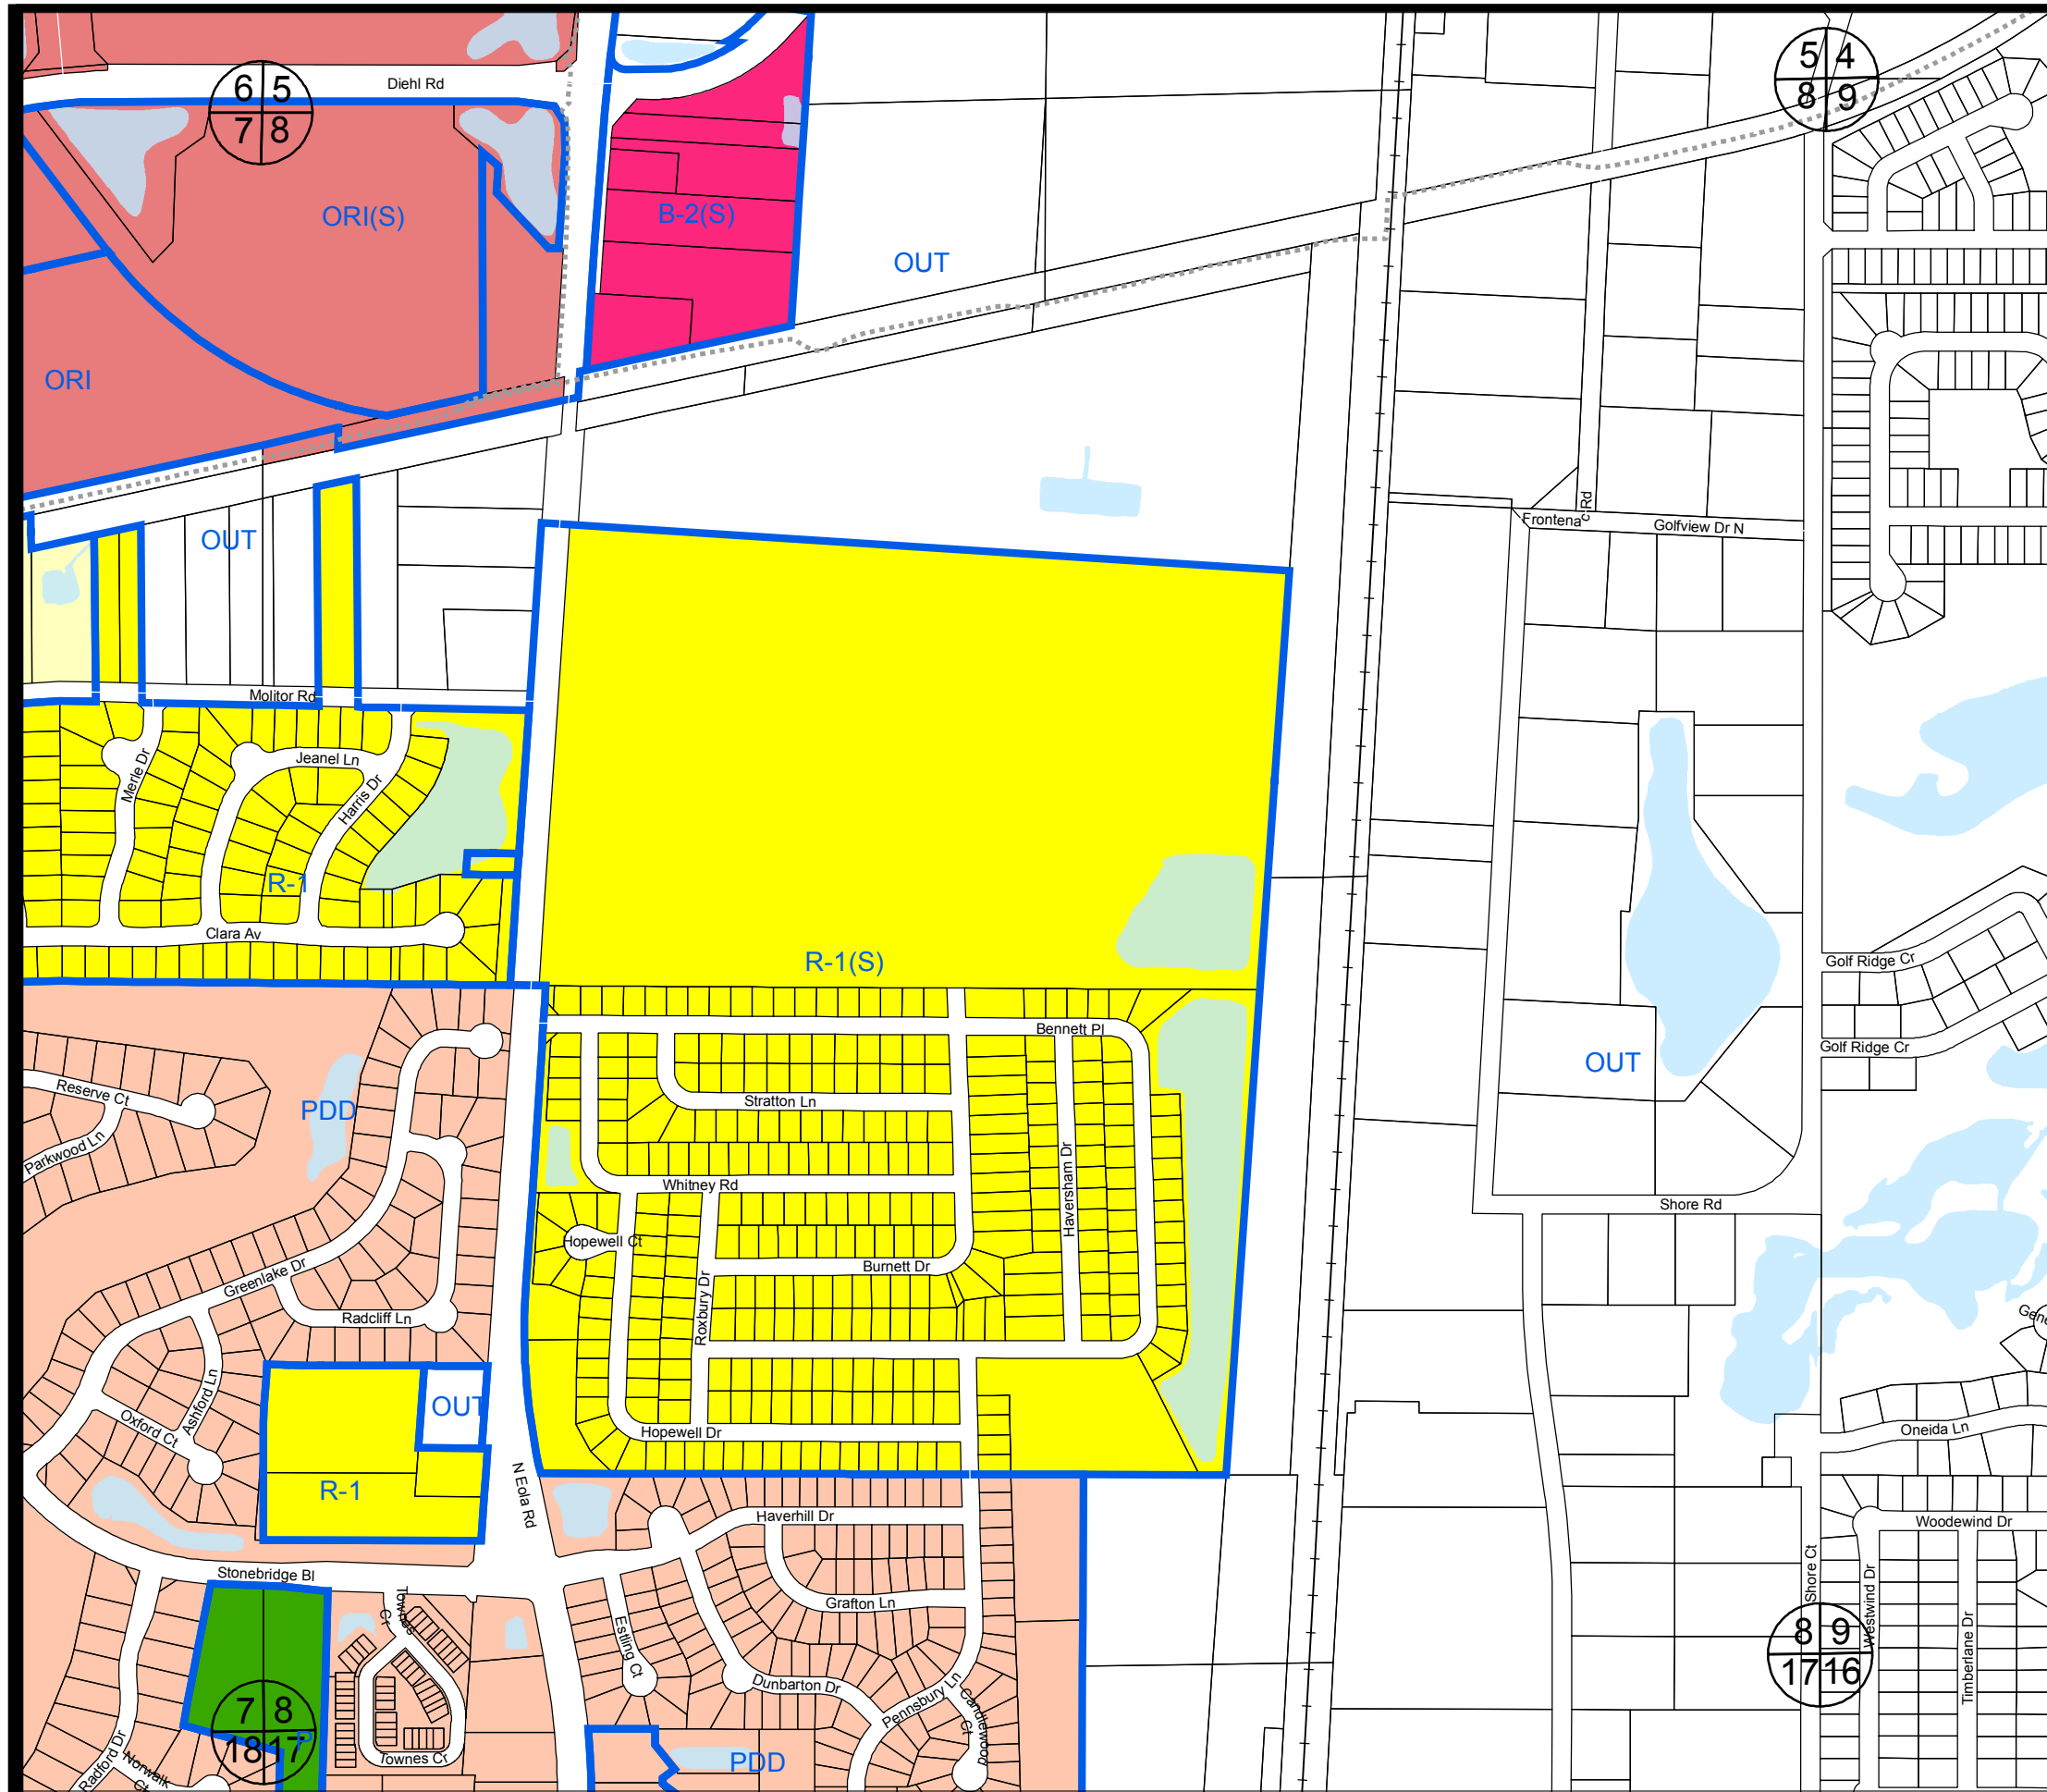 Diehl Rd
6 5
7 8
5 4
8 9
ORI(S)
B-2(S)
OUT
ORI
Frontenac Rd
Golfview Dr N
OUT
Molitor Rd
Merle Dr
Jeanel Ln
Harris Dr
R-1
Clara Av
R-1(S)
Golf Ridge Cr
Bennett Pl
Golf Ridge Cr
OUT
Reserve Ct
Parkwood Ln
PDD
Stratton Ln
Haversham Dr
Whitney Rd
Shore Rd
Hopewell Ct
Burnett Dr
Roxbury Dr
Greenlake Dr
Radcliff Ln
Gene
Ashford Ln
Oxford Ct
OUT
Hopewell Dr
Oneida Ln
R-1
N Eola Rd
Haverhill Dr
Woodewind Dr
Stonebridge Bl
Townes Ct
Grafton Ln
Shore Ct
Westwind Dr
Timberlane Dr
Estling Ct
8 9
17 16
Dunbarton Dr
Pennsbury Ln
Candlewood Ct
7 8
18 17
P
Radford Dr
Norwalk Ct
Townes Cr
PDD